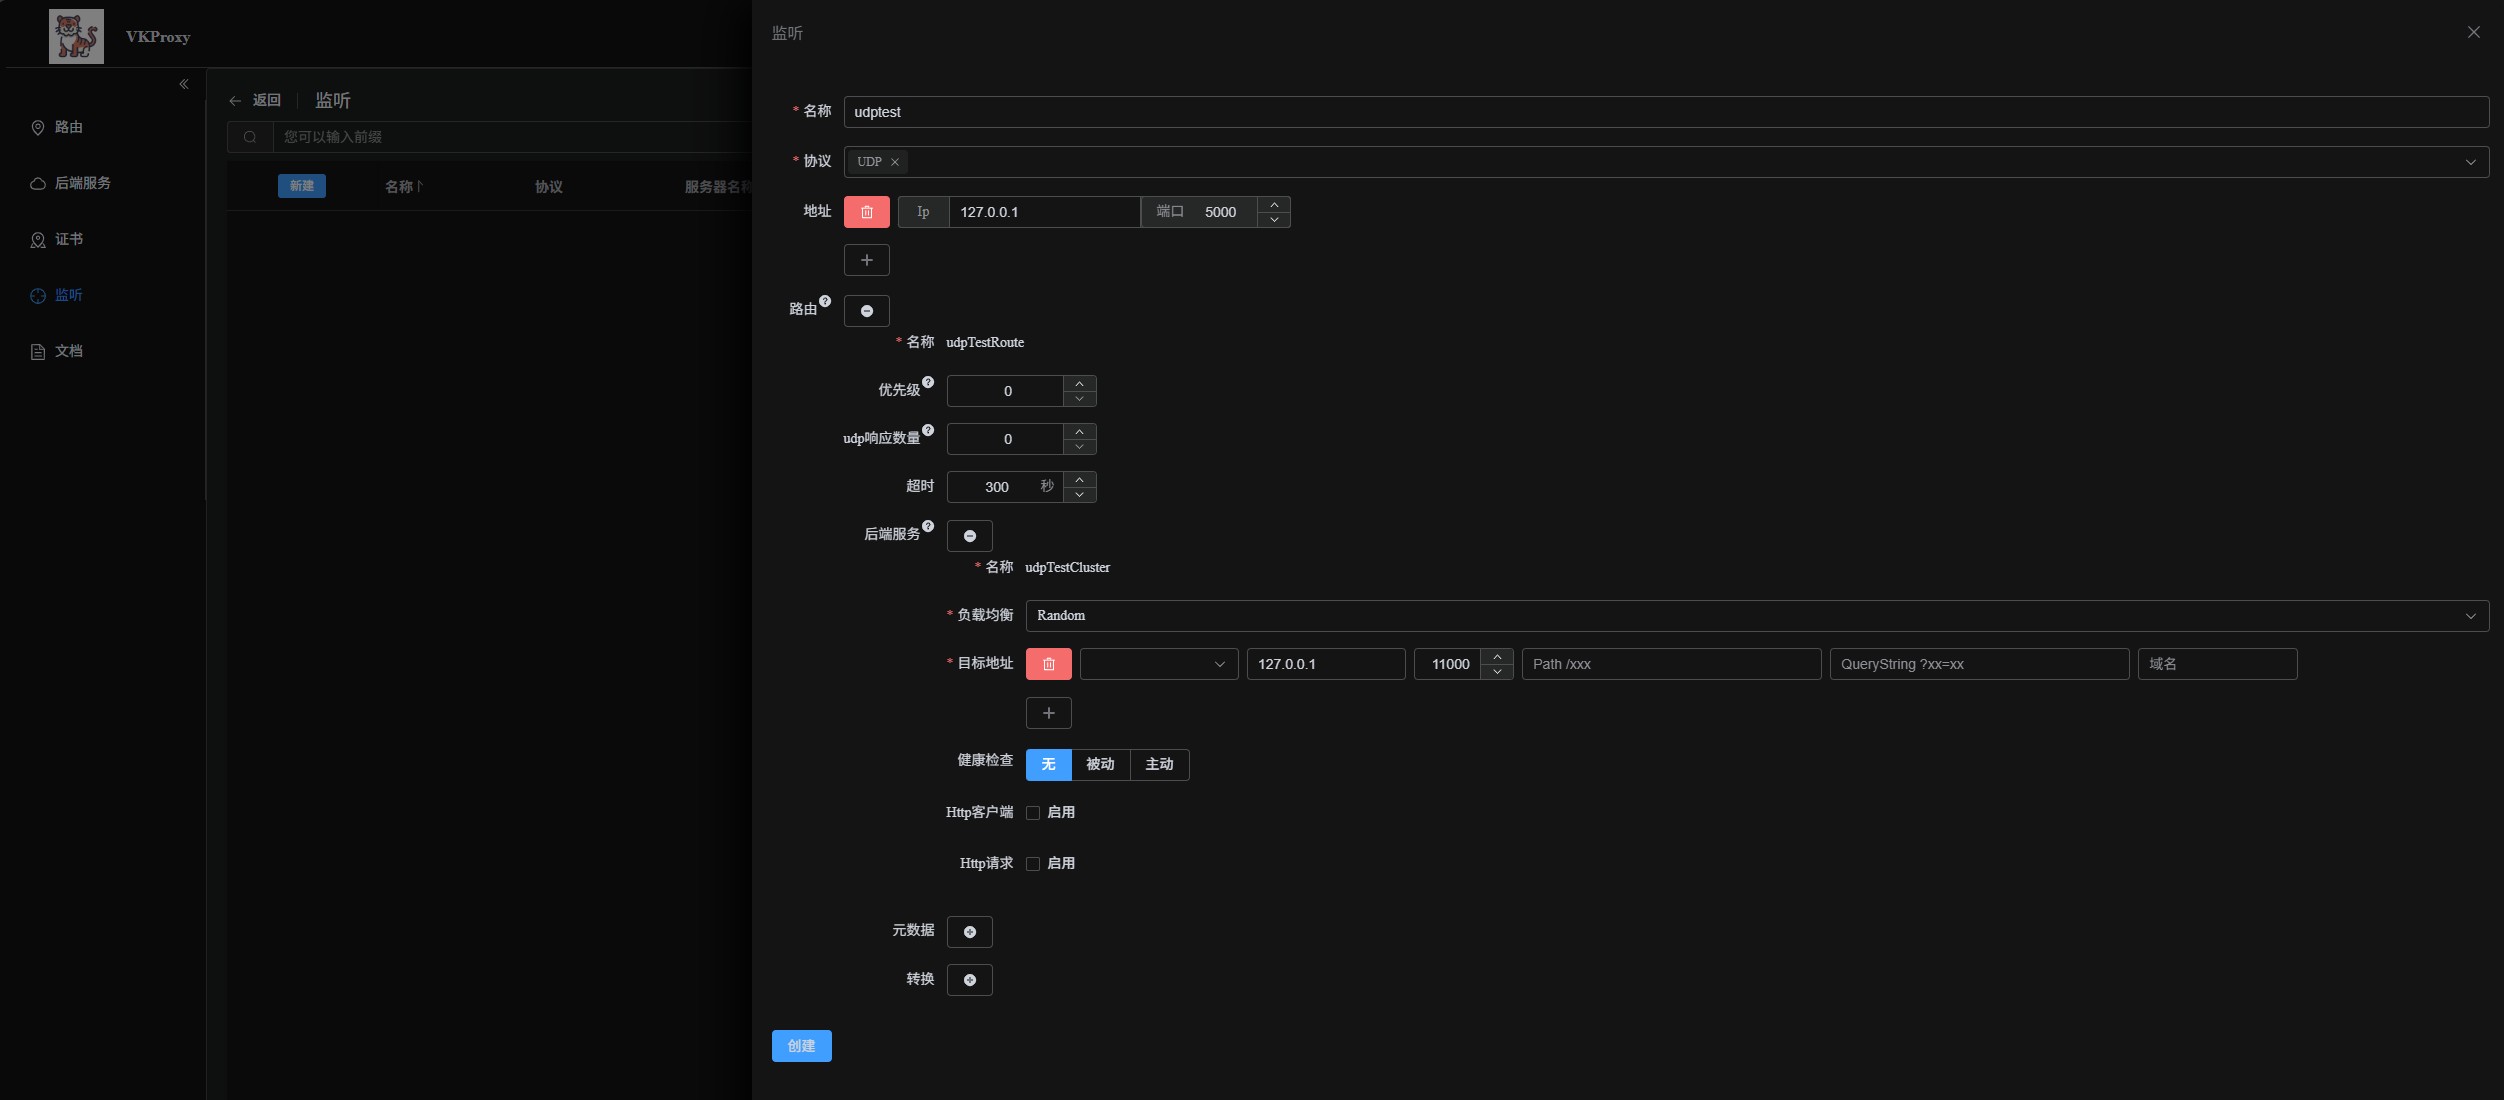 VKProxy
路由
后端服务
证书
监听
文档
返回 监听
您可以输入前缀
新建 名称 协议 服务器名称
监听
* 名称 udptest
* 协议 UDP
地址 Ip 127.0.0.1 端口 5000
路由
* 名称 udpTestRoute
优先级 0
udp响应数量 0
超时 300 秒
后端服务
* 名称 udpTestCluster
* 负载均衡 Random
* 目标地址 127.0.0.1 11000 Path /xxx QueryString ?xx=xx 域名
健康检查 无 被动 主动
Http客户端 启用
Http请求 启用
元数据
转换
创建